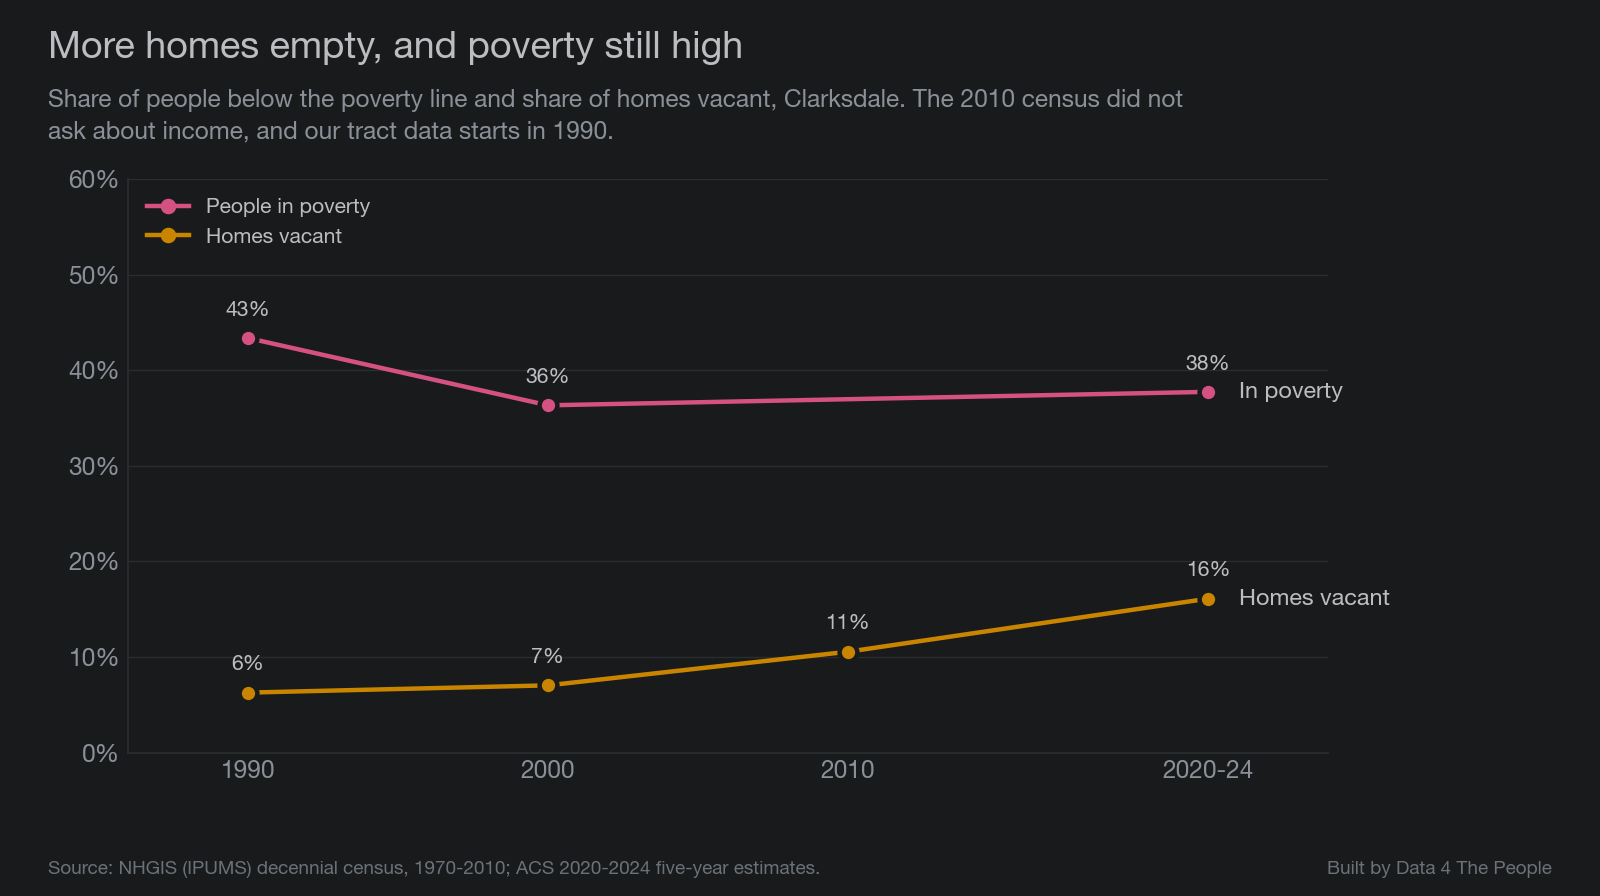 More homes empty, and poverty still high
Share of people below the poverty line and share of homes vacant, Clarksdale. The 2010 census did not
ask about income, and our tract data starts in 1990.
60%
People in poverty
Homes vacant
50%
43%
40%
36%
38%
In poverty
30%
20%
16%
Homes vacant
11%
10%
6%
7%
0%
1990
2000
2010
2020-24
Source: NHGIS (IPUMS) decennial census, 1970-2010; ACS 2020-2024 five-year estimates.
Built by Data 4 The People